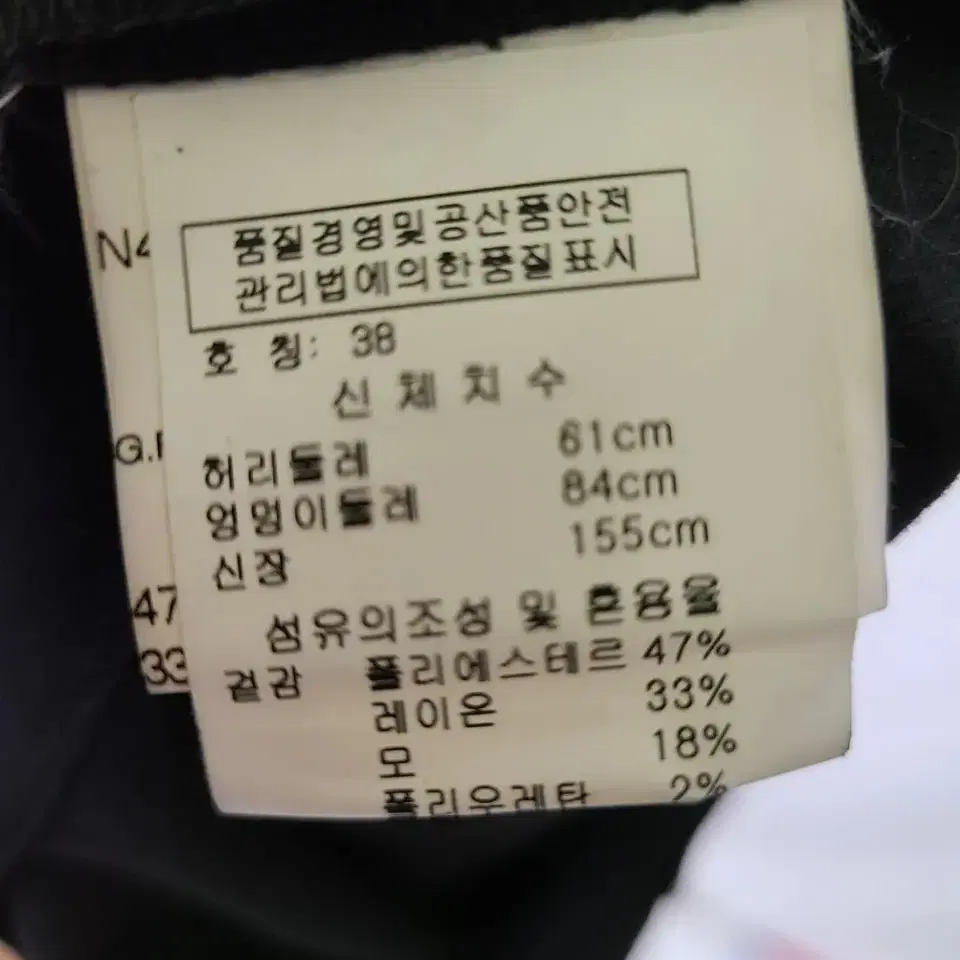 품질경영및공산품안전
관리법에의한품질표시
호 칭: 38
신 체 치 수
허리둘레 61cm
엉덩이둘레 84cm
신장 155cm
섬유의조성 및 혼용율
겉감 폴리에스테르 47%
레이온 33%
모 18%
폴리우레탄 2%
N4
G.
47
33